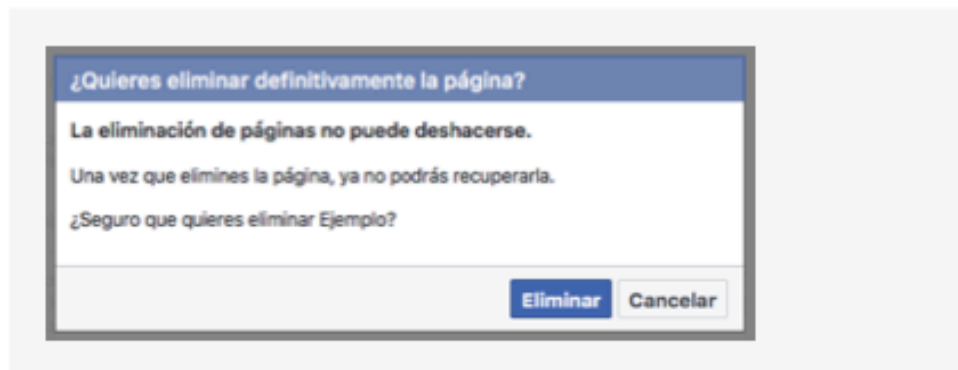 ¿Quieres eliminar definitivamente la página?
La eliminación de páginas no puede deshacerse.
Una vez que elimines la página, ya no podrás recuperarla.
¿Seguro que quieres eliminar Ejemplo?
Eliminar Cancelar